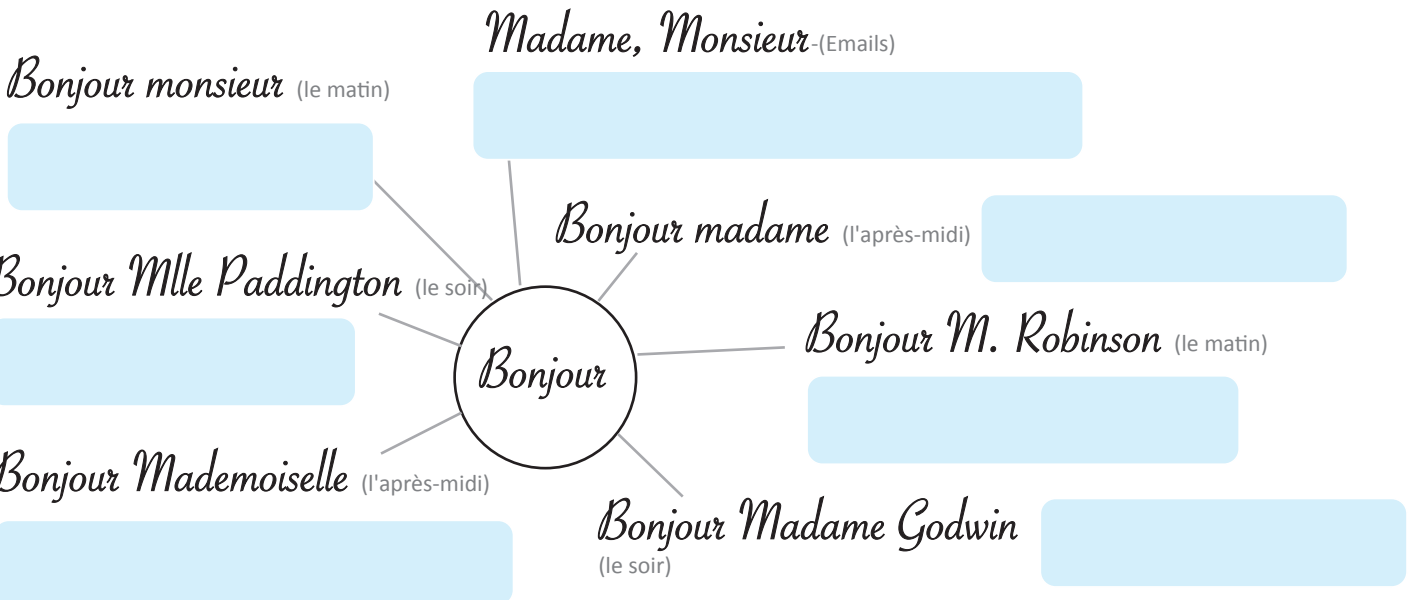 Madame, Monsieur-(Emails)
Bonjour monsieur (le matin)
Bonjour madame (l'après-midi)
Bonjour Mlle Paddington (le soir)
Bonjour M. Robinson (le matin)
Bonjour
Bonjour Mademoiselle (l'après-midi)
Bonjour Madame Godwin
(le soir)